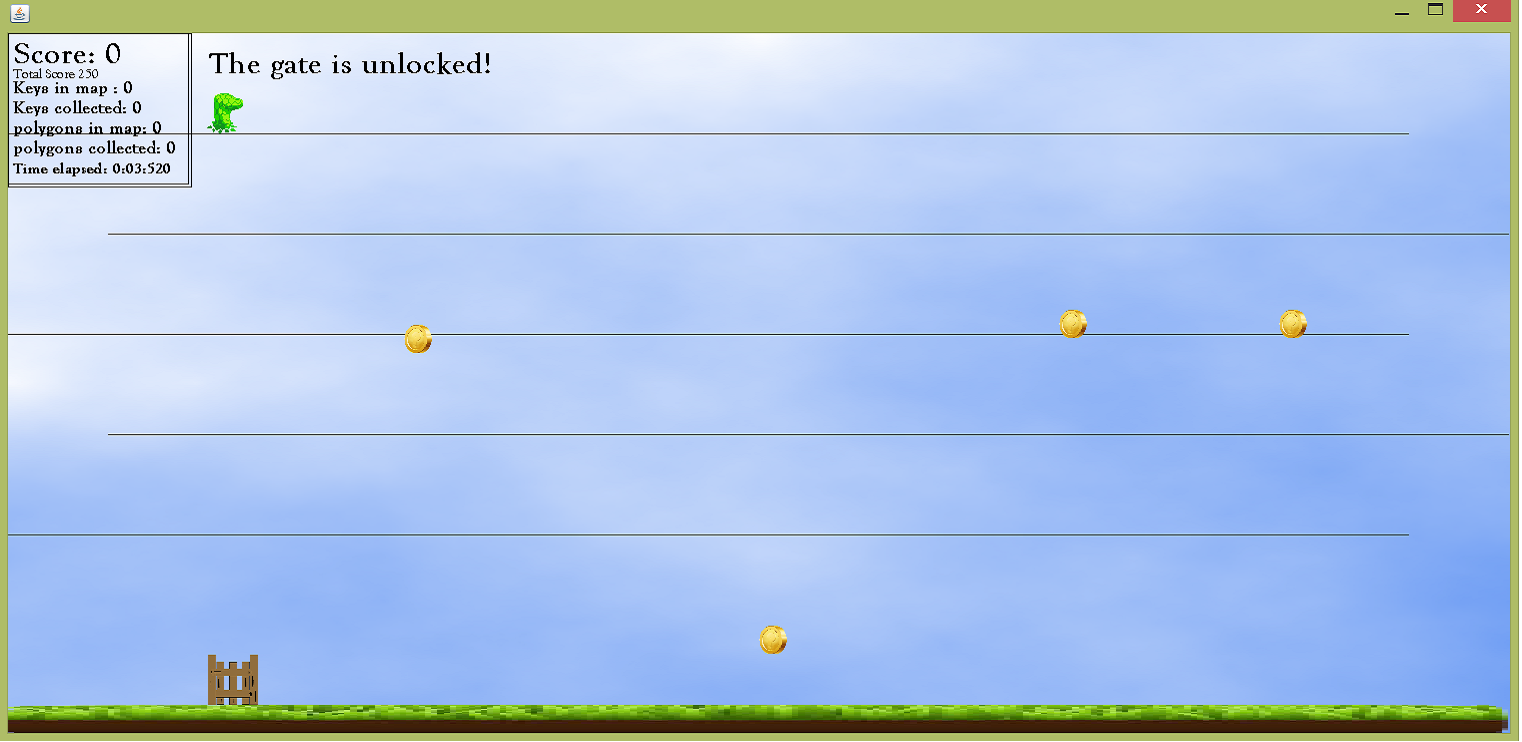 Score: 0
Total Score 250
Keys in map : 0
Keys collected: 0
polygons in map: 0
polygons collected: 0
Time elapsed: 0:03:520
The gate is unlocked!